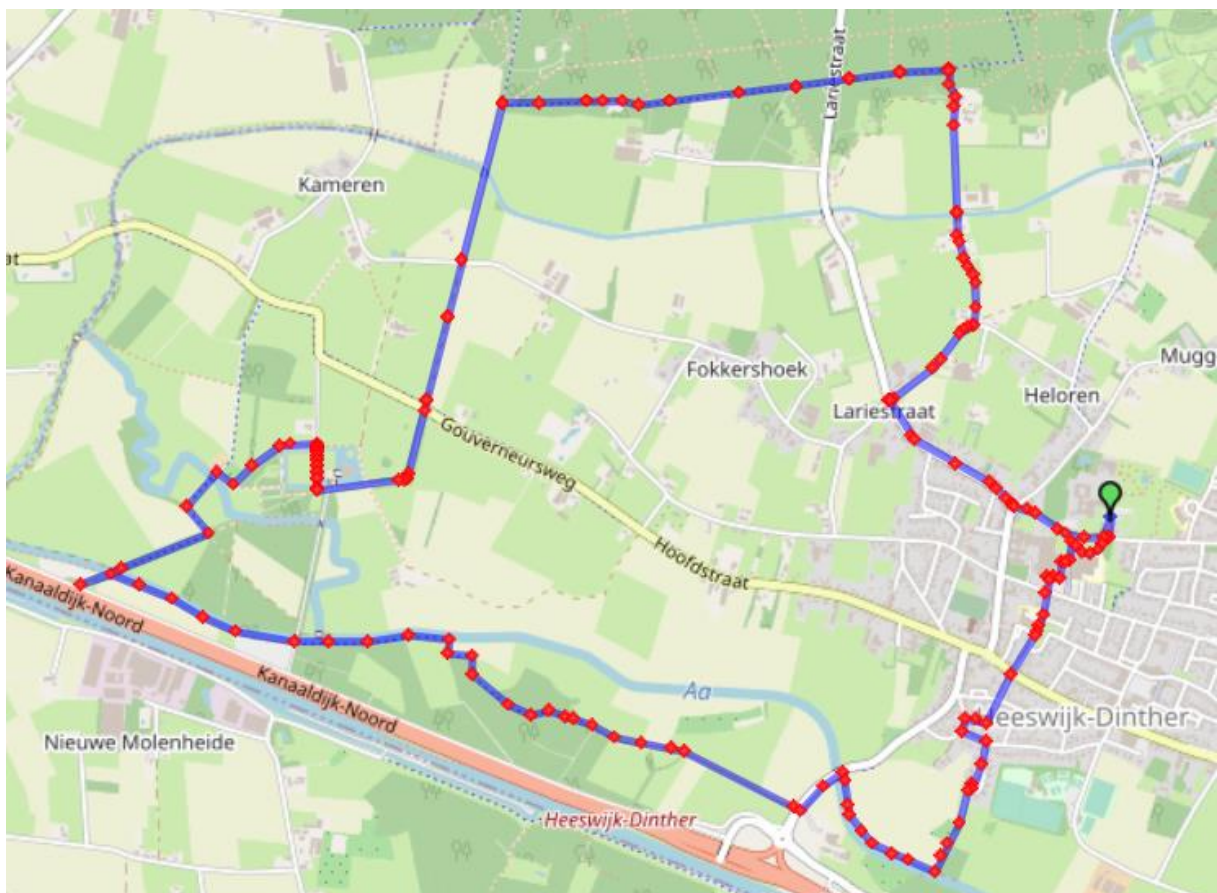 Lariestraat
Kameren
at
Fokkershoek
Mugg
Heloren
Lariestraat
Gouverneursweg
Hoofdstraat
Kanaaldijk-Noord
Kanaaldijk-Noord
Aa
Heeswijk-Dinther
Nieuwe Molenheide
Heeswijk-Dinther